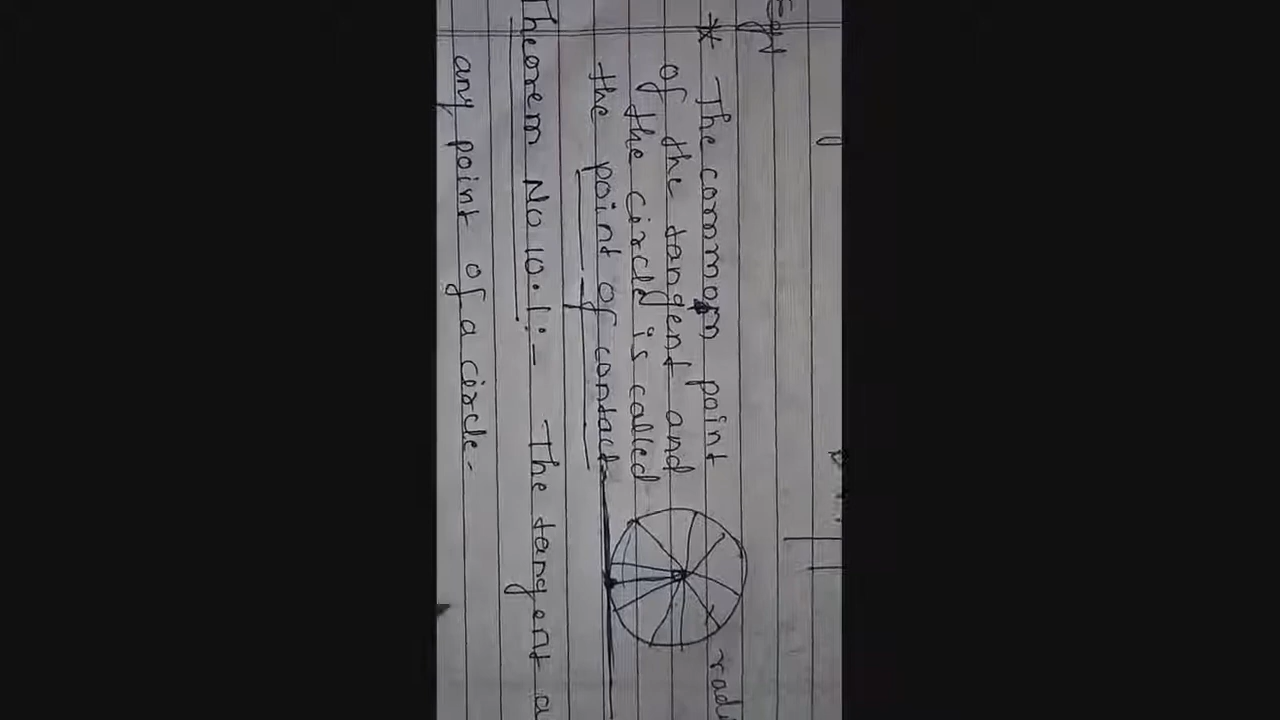 * The common point
of the tangent and
of the circle is called
the point of contact
Theorem No 10.1:- The tangent a
any point of a circle.